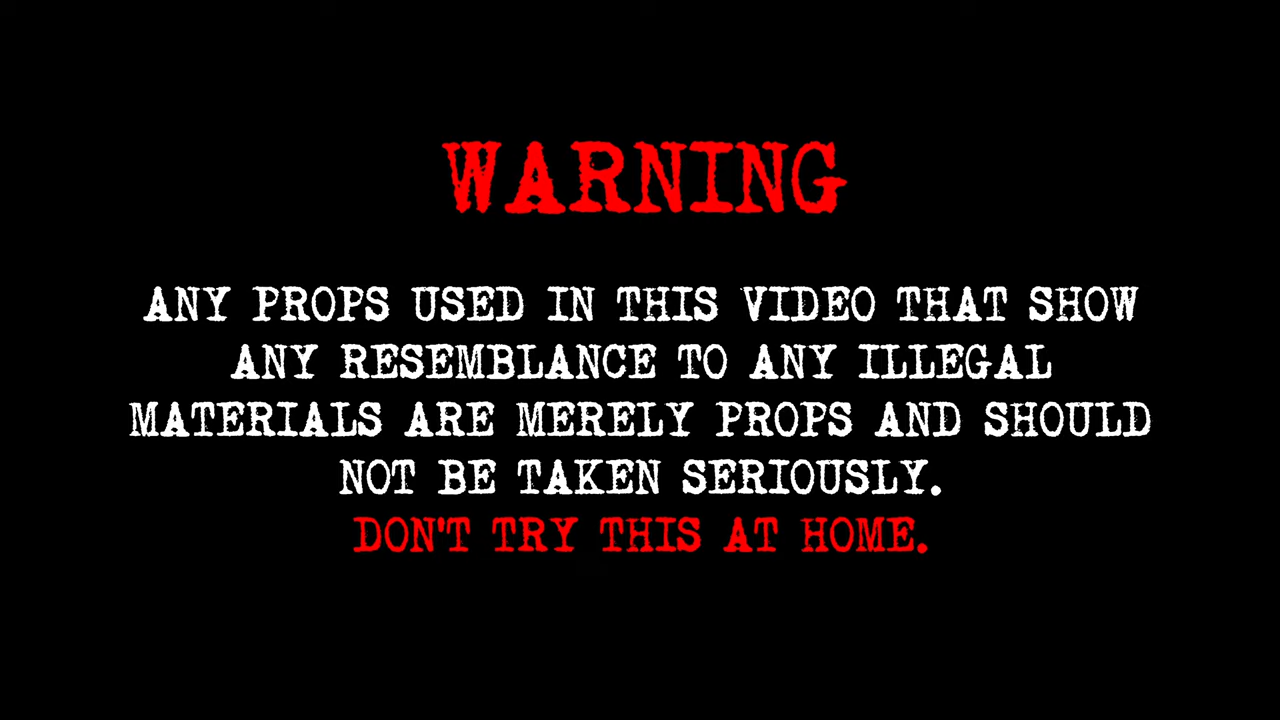 WARNING
ANY PROPS USED IN THIS VIDEO THAT SHOW
ANY RESEMBLANCE TO ANY ILLEGAL
MATERIALS ARE MERELY PROPS AND SHOULD
NOT BE TAKEN SERIOUSLY.
DON'T TRY THIS AT HOME.